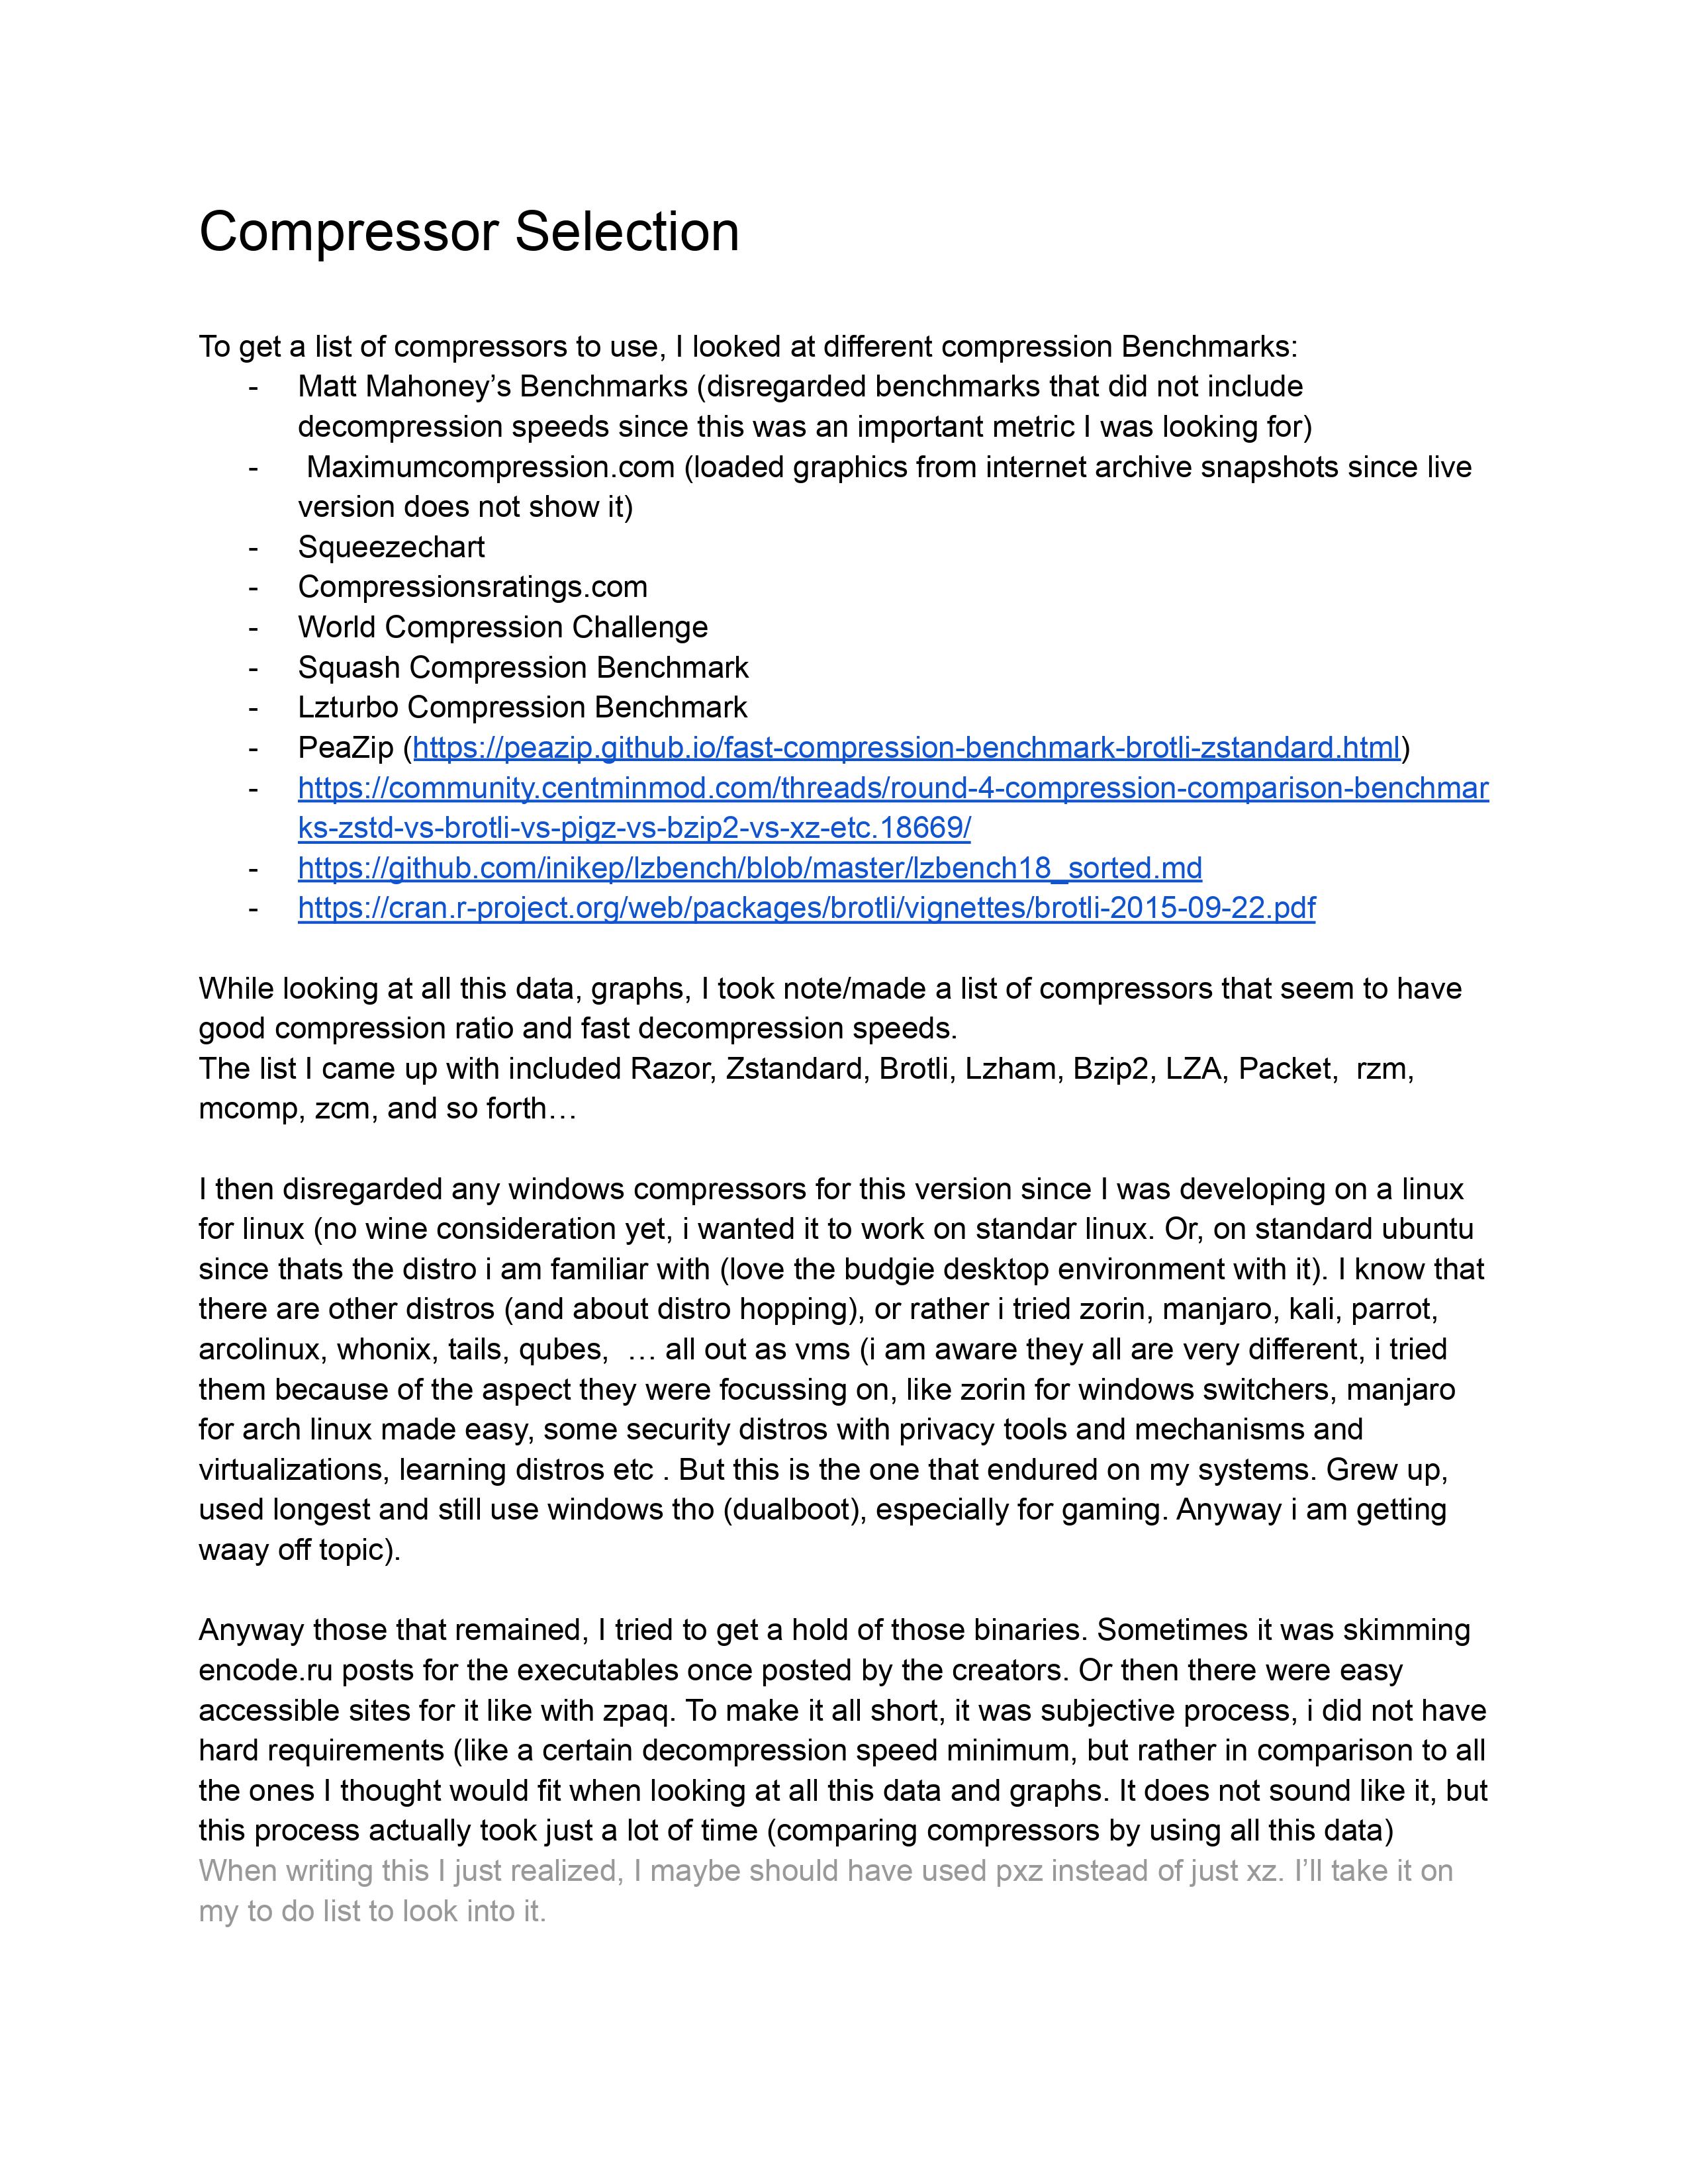 Compressor Selection
To get a list of compressors to use, I looked at different compression Benchmarks:
- Matt Mahoney’s Benchmarks (disregarded benchmarks that did not include
decompression speeds since this was an important metric I was looking for)
- Maximumcompression.com (loaded graphics from internet archive snapshots since live
version does not show it)
- Squeezechart
- Compressionsratings.com
- World Compression Challenge
- Squash Compression Benchmark
- Lzturbo Compression Benchmark
- PeaZip (https://peazip.github.io/fast-compression-benchmark-brotli-zstandard.html)
- https://community.centminmod.com/threads/round-4-compression-comparison-benchmar
ks-zstd-vs-brotli-vs-pigz-vs-bzip2-vs-xz-etc.18669/
- https://github.com/inikep/lzbench/blob/master/lzbench18_sorted.md
- https://cran.r-project.org/web/packages/brotli/vignettes/brotli-2015-09-22.pdf
While looking at all this data, graphs, I took note/made a list of compressors that seem to have
good compression ratio and fast decompression speeds.
The list I came up with included Razor, Zstandard, Brotli, Lzham, Bzip2, LZA, Packet,  rzm,
mcomp, zcm, and so forth…
I then disregarded any windows compressors for this version since I was developing on a linux
for linux (no wine consideration yet, i wanted it to work on standar linux. Or, on standard ubuntu
since thats the distro i am familiar with (love the budgie desktop environment with it). I know that
there are other distros (and about distro hopping), or rather i tried zorin, manjaro, kali, parrot,
arcolinux, whonix, tails, qubes,  … all out as vms (i am aware they all are very different, i tried
them because of the aspect they were focussing on, like zorin for windows switchers, manjaro
for arch linux made easy, some security distros with privacy tools and mechanisms and
virtualizations, learning distros etc . But this is the one that endured on my systems. Grew up,
used longest and still use windows tho (dualboot), especially for gaming. Anyway i am getting
waay off topic).
Anyway those that remained, I tried to get a hold of those binaries. Sometimes it was skimming
encode.ru posts for the executables once posted by the creators. Or then there were easy
accessible sites for it like with zpaq. To make it all short, it was subjective process, i did not have
hard requirements (like a certain decompression speed minimum, but rather in comparison to all
the ones I thought would fit when looking at all this data and graphs. It does not sound like it, but
this process actually took just a lot of time (comparing compressors by using all this data)
When writing this I just realized, I maybe should have used pxz instead of just xz. I’ll take it on
my to do list to look into it.